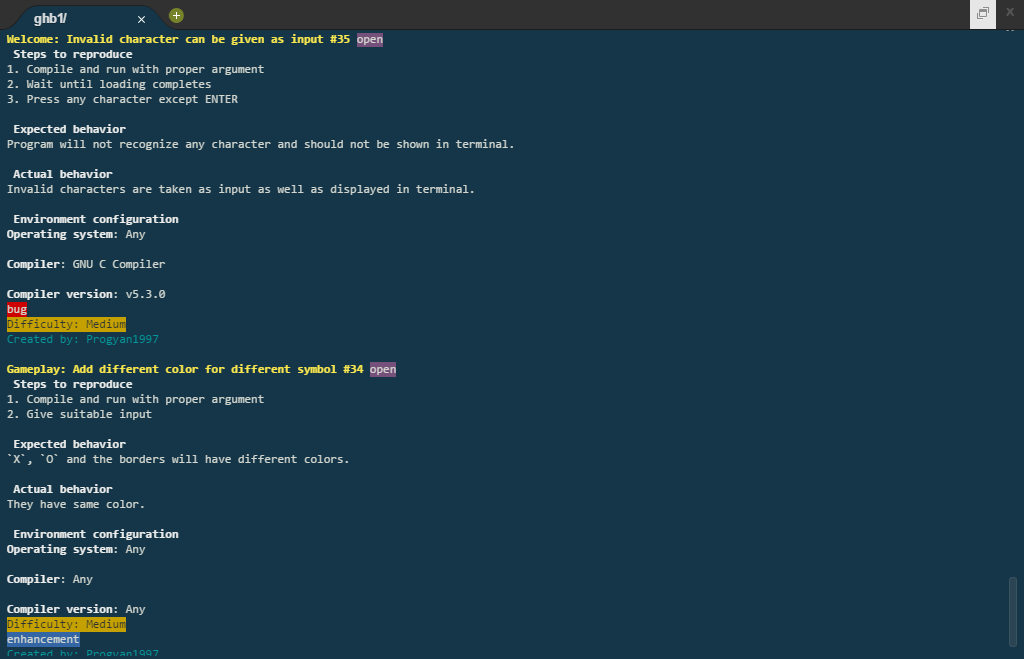 ghb1/
Welcome: Invalid character can be given as input #35 open
Steps to reproduce
1. Compile and run with proper argument
2. Wait until loading completes
3. Press any character except ENTER
Expected behavior
Program will not recognize any character and should not be shown in terminal.
Actual behavior
Invalid characters are taken as input as well as displayed in terminal.
Environment configuration
Operating system: Any
Compiler: GNU C Compiler
Compiler version: v5.3.0
bug
Difficulty: Medium
Created by: Progyan1997
Gameplay: Add different color for different symbol #34 open
Steps to reproduce
1. Compile and run with proper argument
2. Give suitable input
Expected behavior
`X`, `O` and the borders will have different colors.
Actual behavior
They have same color.
Environment configuration
Operating system: Any
Compiler: Any
Compiler version: Any
Difficulty: Medium
enhancement
Created by: Progyan1997